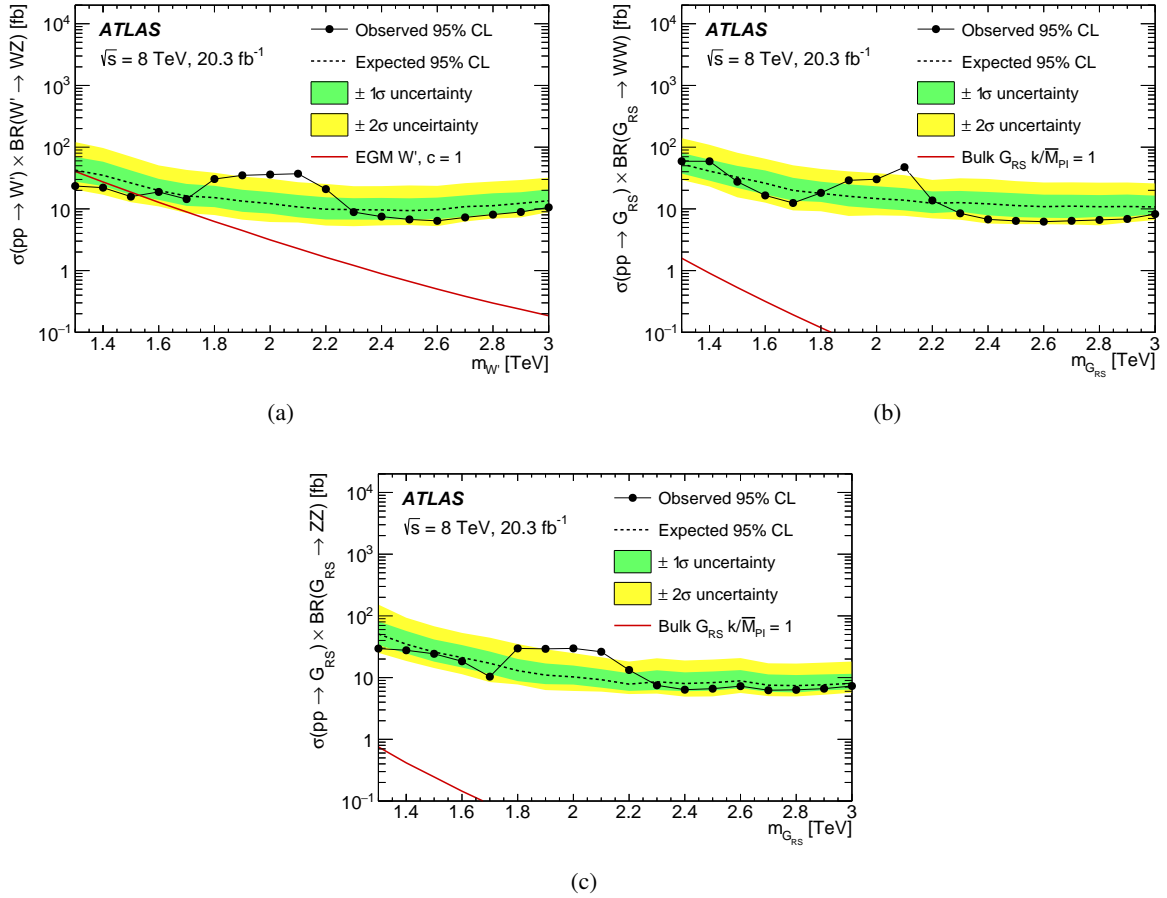 σ(pp → W') × BR(W' → WZ) [fb]
10⁴
10³
10²
10
1
10⁻¹
ATLAS
√s = 8 TeV, 20.3 fb⁻¹
Observed 95% CL
Expected 95% CL
± 1σ uncertainty
± 2σ unceirtainty
EGM W', c = 1
1.4 1.6 1.8 2 2.2 2.4 2.6 2.8 3
m_W' [TeV]
(a)
σ(pp → G_RS) × BR(G_RS → WW) [fb]
10⁴
10³
10²
10
1
10⁻¹
ATLAS
√s = 8 TeV, 20.3 fb⁻¹
Observed 95% CL
Expected 95% CL
± 1σ uncertainty
± 2σ uncertainty
Bulk G_RS k/M̅_Pl = 1
1.4 1.6 1.8 2 2.2 2.4 2.6 2.8 3
m_G_RS [TeV]
(b)
σ(pp → G_RS) × BR(G_RS → ZZ) [fb]
10⁴
10³
10²
10
1
10⁻¹
ATLAS
√s = 8 TeV, 20.3 fb⁻¹
Observed 95% CL
Expected 95% CL
± 1σ uncertainty
± 2σ uncertainty
Bulk G_RS k/M̅_Pl = 1
1.4 1.6 1.8 2 2.2 2.4 2.6 2.8 3
m_G_RS [TeV]
(c)